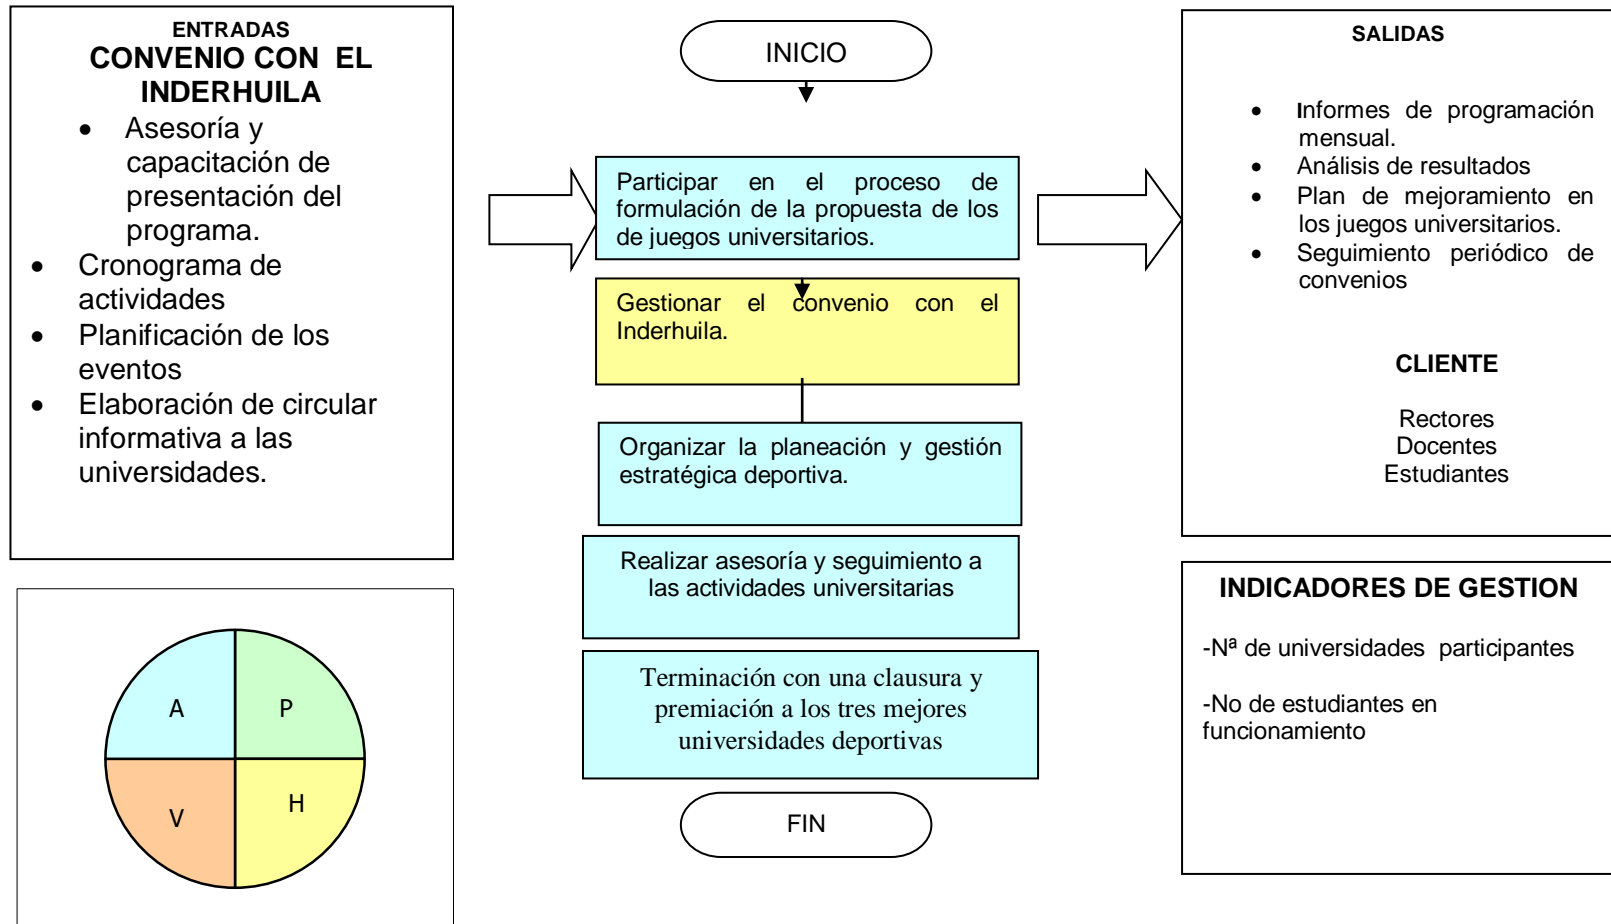 ENTRADAS
CONVENIO CON EL
INDERHUILA
• Asesoría y
capacitación de
presentación del
programa.
• Cronograma de
actividades
• Planificación de los
eventos
• Elaboración de circular
informativa a las
universidades.
A
P
V
H
INICIO
Participar en el proceso de
formulación de la propuesta de los
de juegos universitarios.
Gestionar el convenio con el
Inderhuila.
Organizar la planeación y gestión
estratégica deportiva.
Realizar asesoría y seguimiento a
las actividades universitarias
Terminación con una clausura y
premiación a los tres mejores
universidades deportivas
FIN
SALIDAS
• Informes de programación
mensual.
• Análisis de resultados
• Plan de mejoramiento en
los juegos universitarios.
• Seguimiento periódico de
convenios
CLIENTE
Rectores
Docentes
Estudiantes
INDICADORES DE GESTION
-Nª de universidades participantes
-No de estudiantes en
funcionamiento